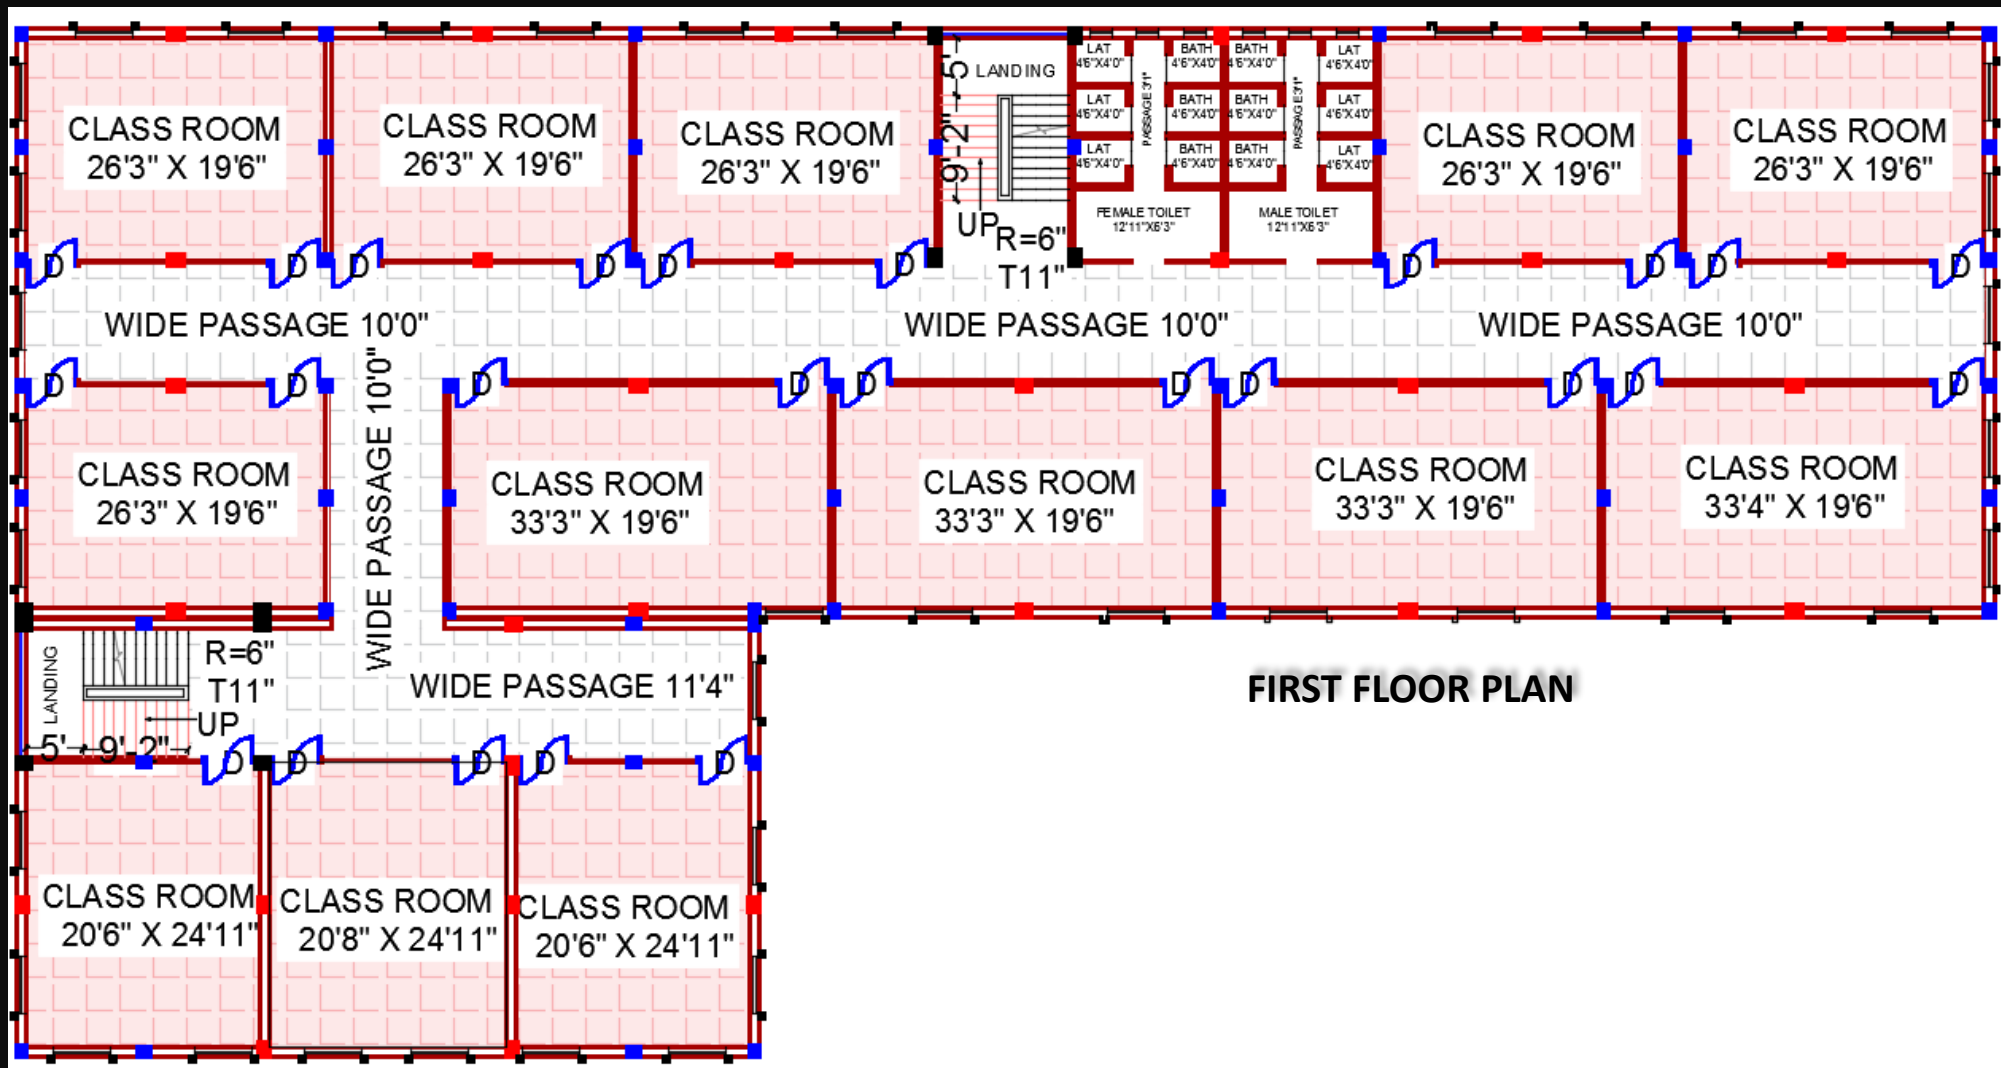 CLASS ROOM
26'3" X 19'6"
CLASS ROOM
26'3" X 19'6"
CLASS ROOM
26'3" X 19'6"
5'
LANDING
9'-2"
UP
R=6"
T11"
LAT
4'6"X4'0"
BATH
4'6"X4'0"
BATH
4'6"X4'0"
LAT
4'6"X4'0"
LAT
4'6"X4'0"
BATH
4'6"X4'0"
BATH
4'6"X4'0"
LAT
4'6"X4'0"
LAT
4'6"X4'0"
BATH
4'6"X4'0"
BATH
4'6"X4'0"
LAT
4'6"X4'0"
PASSAGE3'1"
PASSAGE3'1"
FEMALE TOILET
12'11"X6'3"
MALE TOILET
12'11"X6'3"
CLASS ROOM
26'3" X 19'6"
CLASS ROOM
26'3" X 19'6"
D
D
D
D
D
D
D
D
D
D
WIDE PASSAGE 10'0"
WIDE PASSAGE 10'0"
WIDE PASSAGE 10'0"
D
D
D
D
D
D
D
D
D
D
WIDE PASSAGE 10'0"
CLASS ROOM
26'3" X 19'6"
CLASS ROOM
33'3" X 19'6"
CLASS ROOM
33'3" X 19'6"
CLASS ROOM
33'3" X 19'6"
CLASS ROOM
33'4" X 19'6"
LANDING
R=6"
T11"
UP
5'
9'-2"
WIDE PASSAGE 11'4"
FIRST FLOOR PLAN
D
D
D
D
D
CLASS ROOM
20'6" X 24'11"
CLASS ROOM
20'8" X 24'11"
CLASS ROOM
20'6" X 24'11"